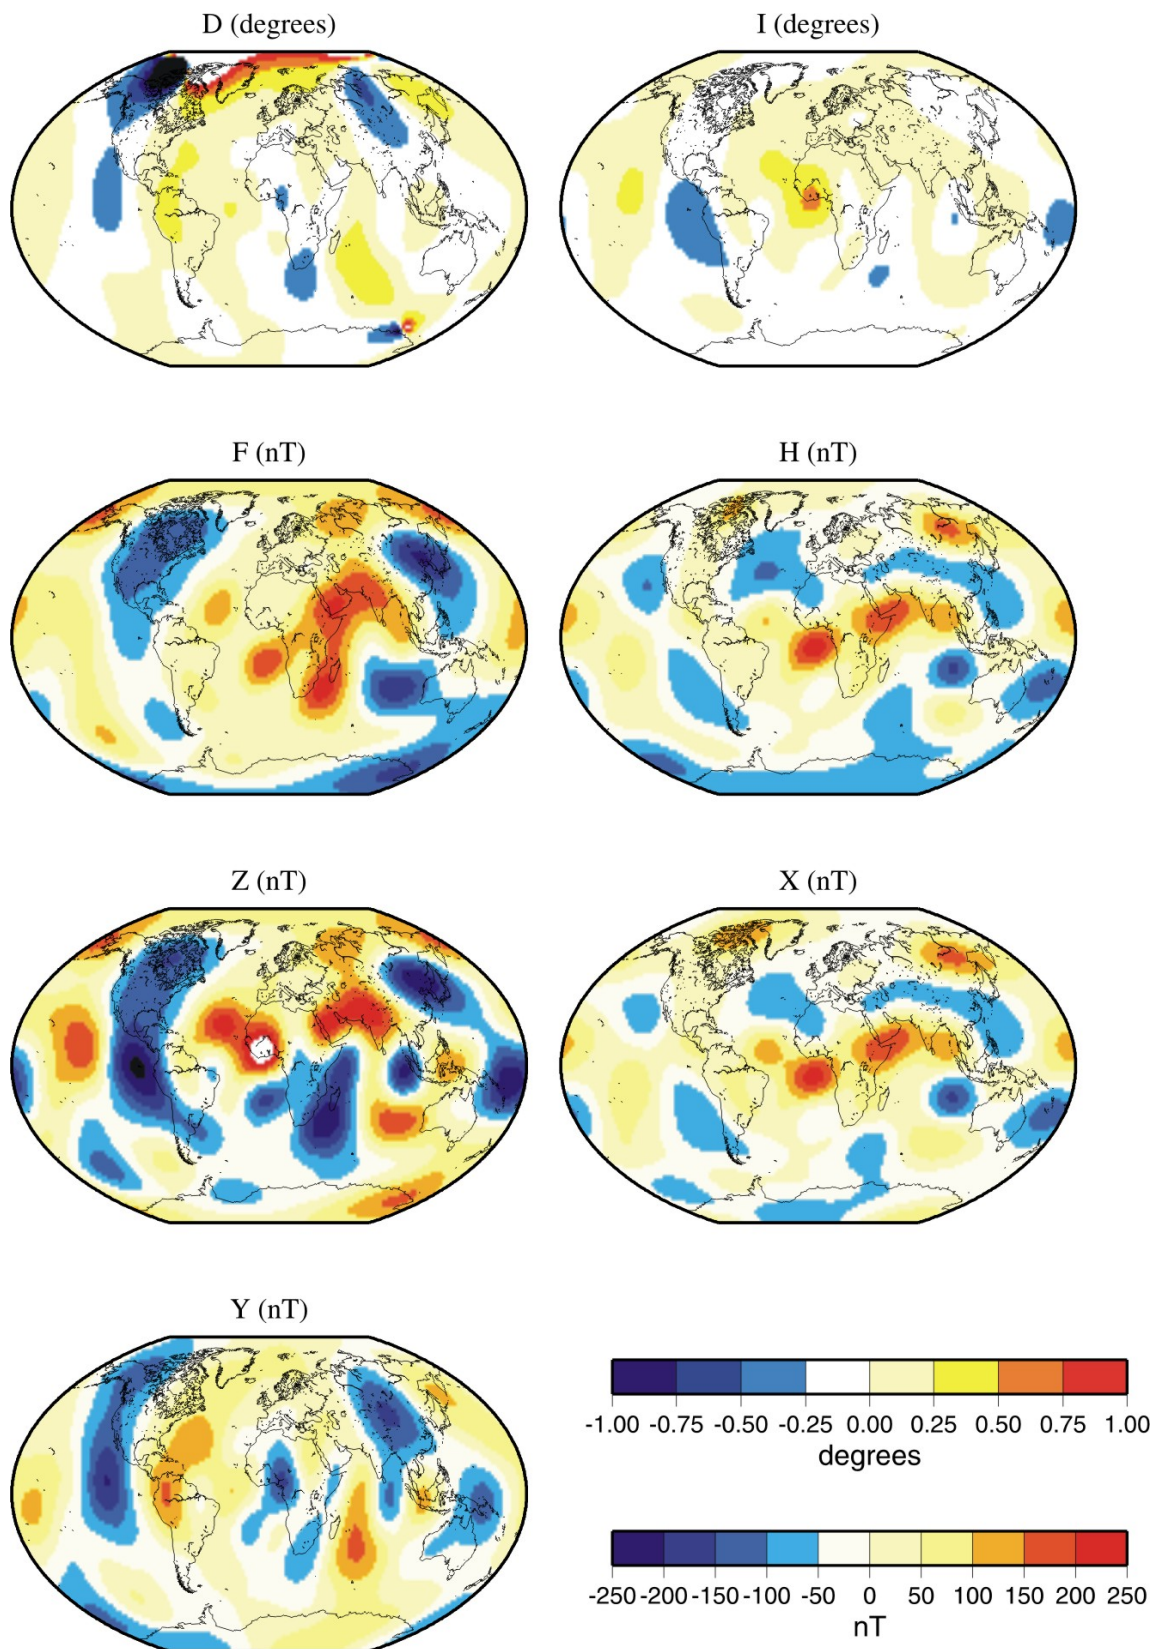 D (degrees)
I (degrees)
F (nT)
H (nT)
Z (nT)
X (nT)
Y (nT)
-1.00 -0.75 -0.50 -0.25 0.00 0.25 0.50 0.75 1.00
degrees
-250 -200 -150 -100 -50 0 50 100 150 200 250
nT